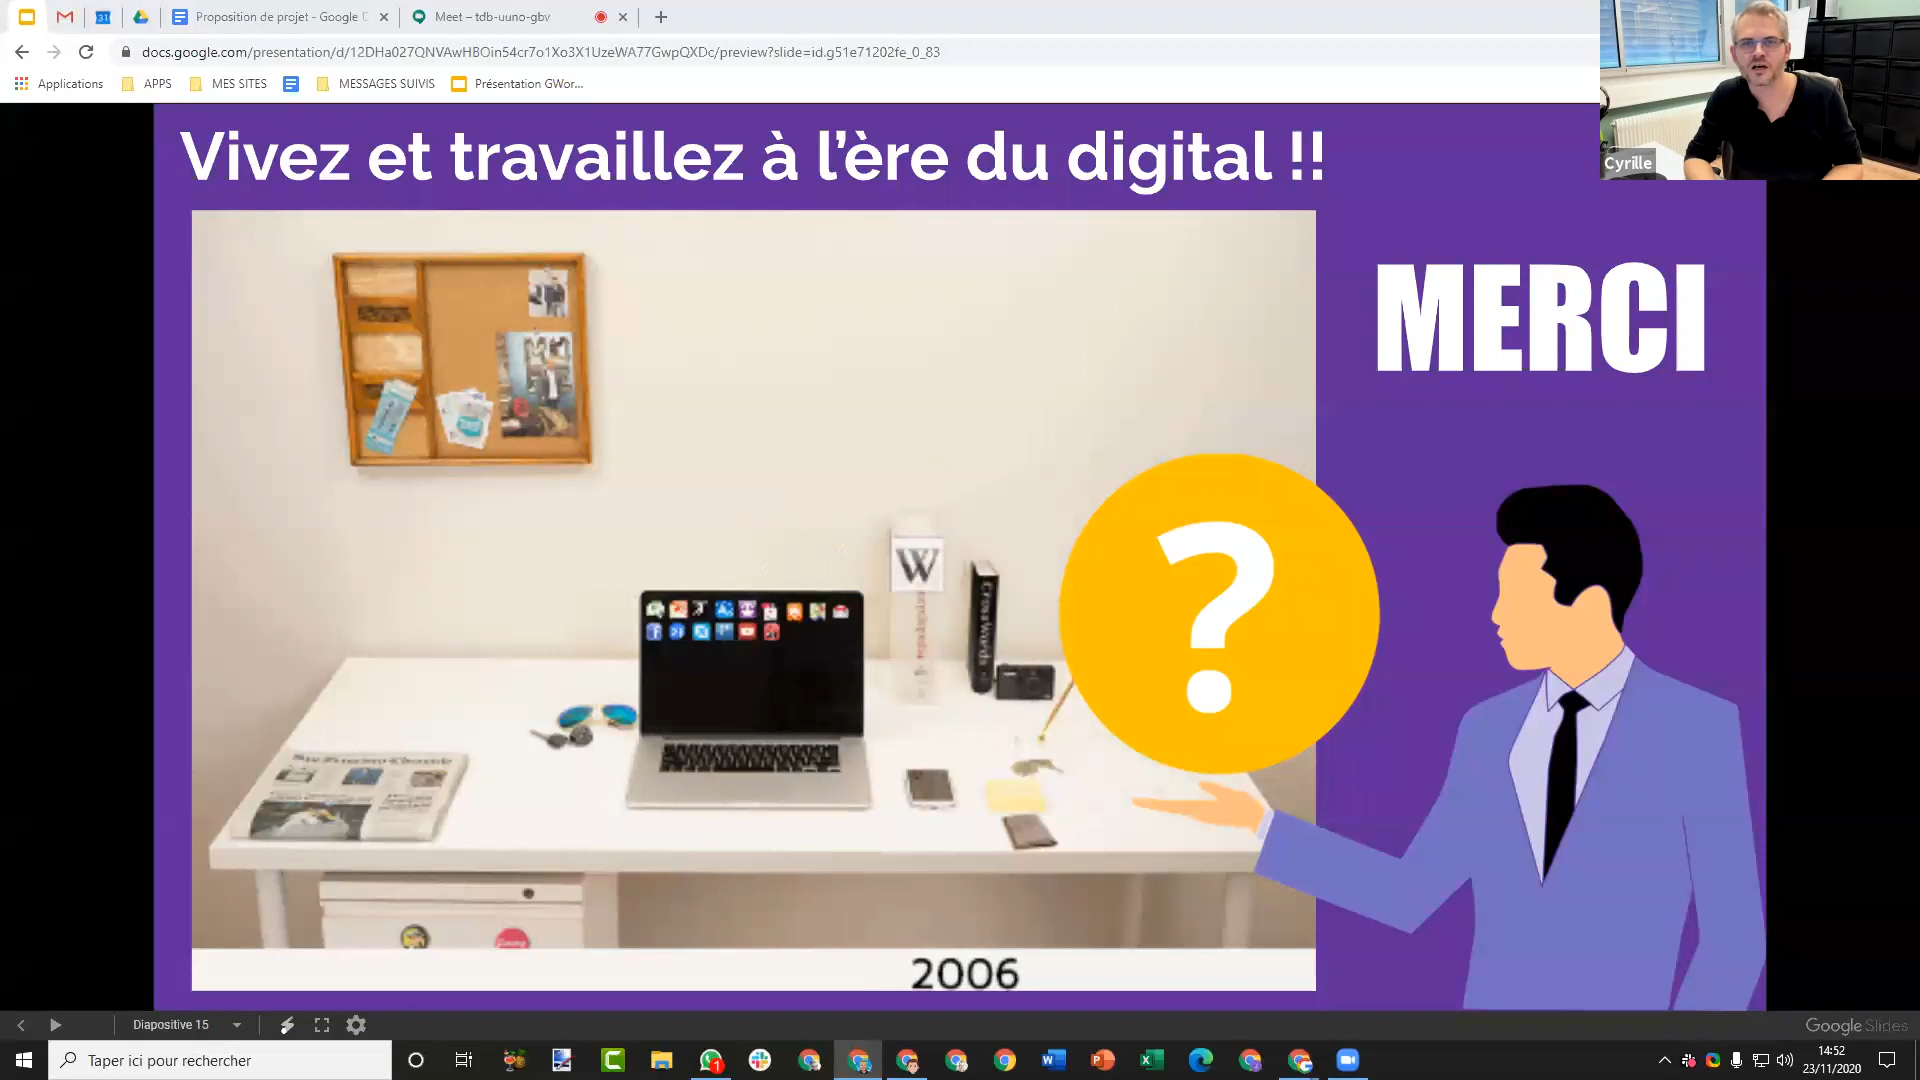 Proposition de projet - Google D
Meet – tdb-uuno-gbv
docs.google.com/presentation/d/12DHa027QNVAwHBOin54cr7o1Xo3X1UzeWA77GwpQXDc/preview?slide=id.g51e71202fe_0_83
Applications
APPS
MES SITES
MESSAGES SUIVIS
Présentation GWor...
Cyrille
Vivez et travaillez à l'ère du digital !!
MERCI
W
CrossWords
?
2006
Diapositive 15
Google Slides
Taper ici pour rechercher
1
14:52
23/11/2020